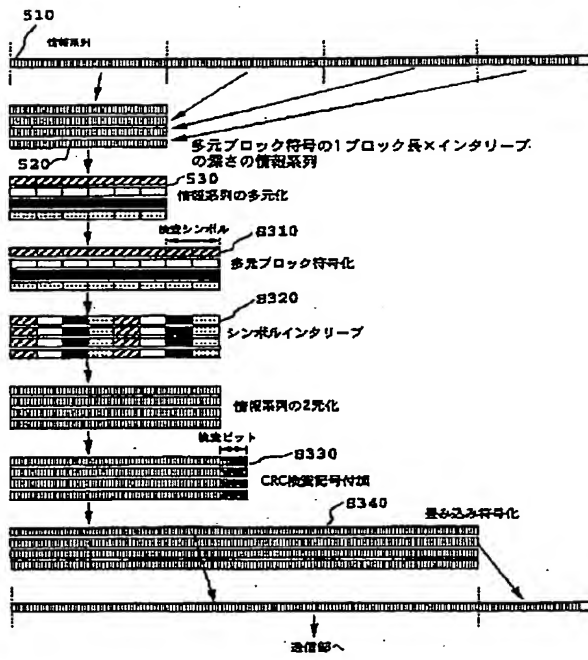 S10
情報系列
多元ブロック符号の1ブロック長×インタリーブ
の深さの情報系列
S20
S30
情報系列の多元化
検査シンボル
S310
多元ブロック符号化
S320
シンボルインタリーブ
情報系列の2元化
検査ビット
S330
CRC検査記号付加
S340
畳み込み符号化
送信部へ